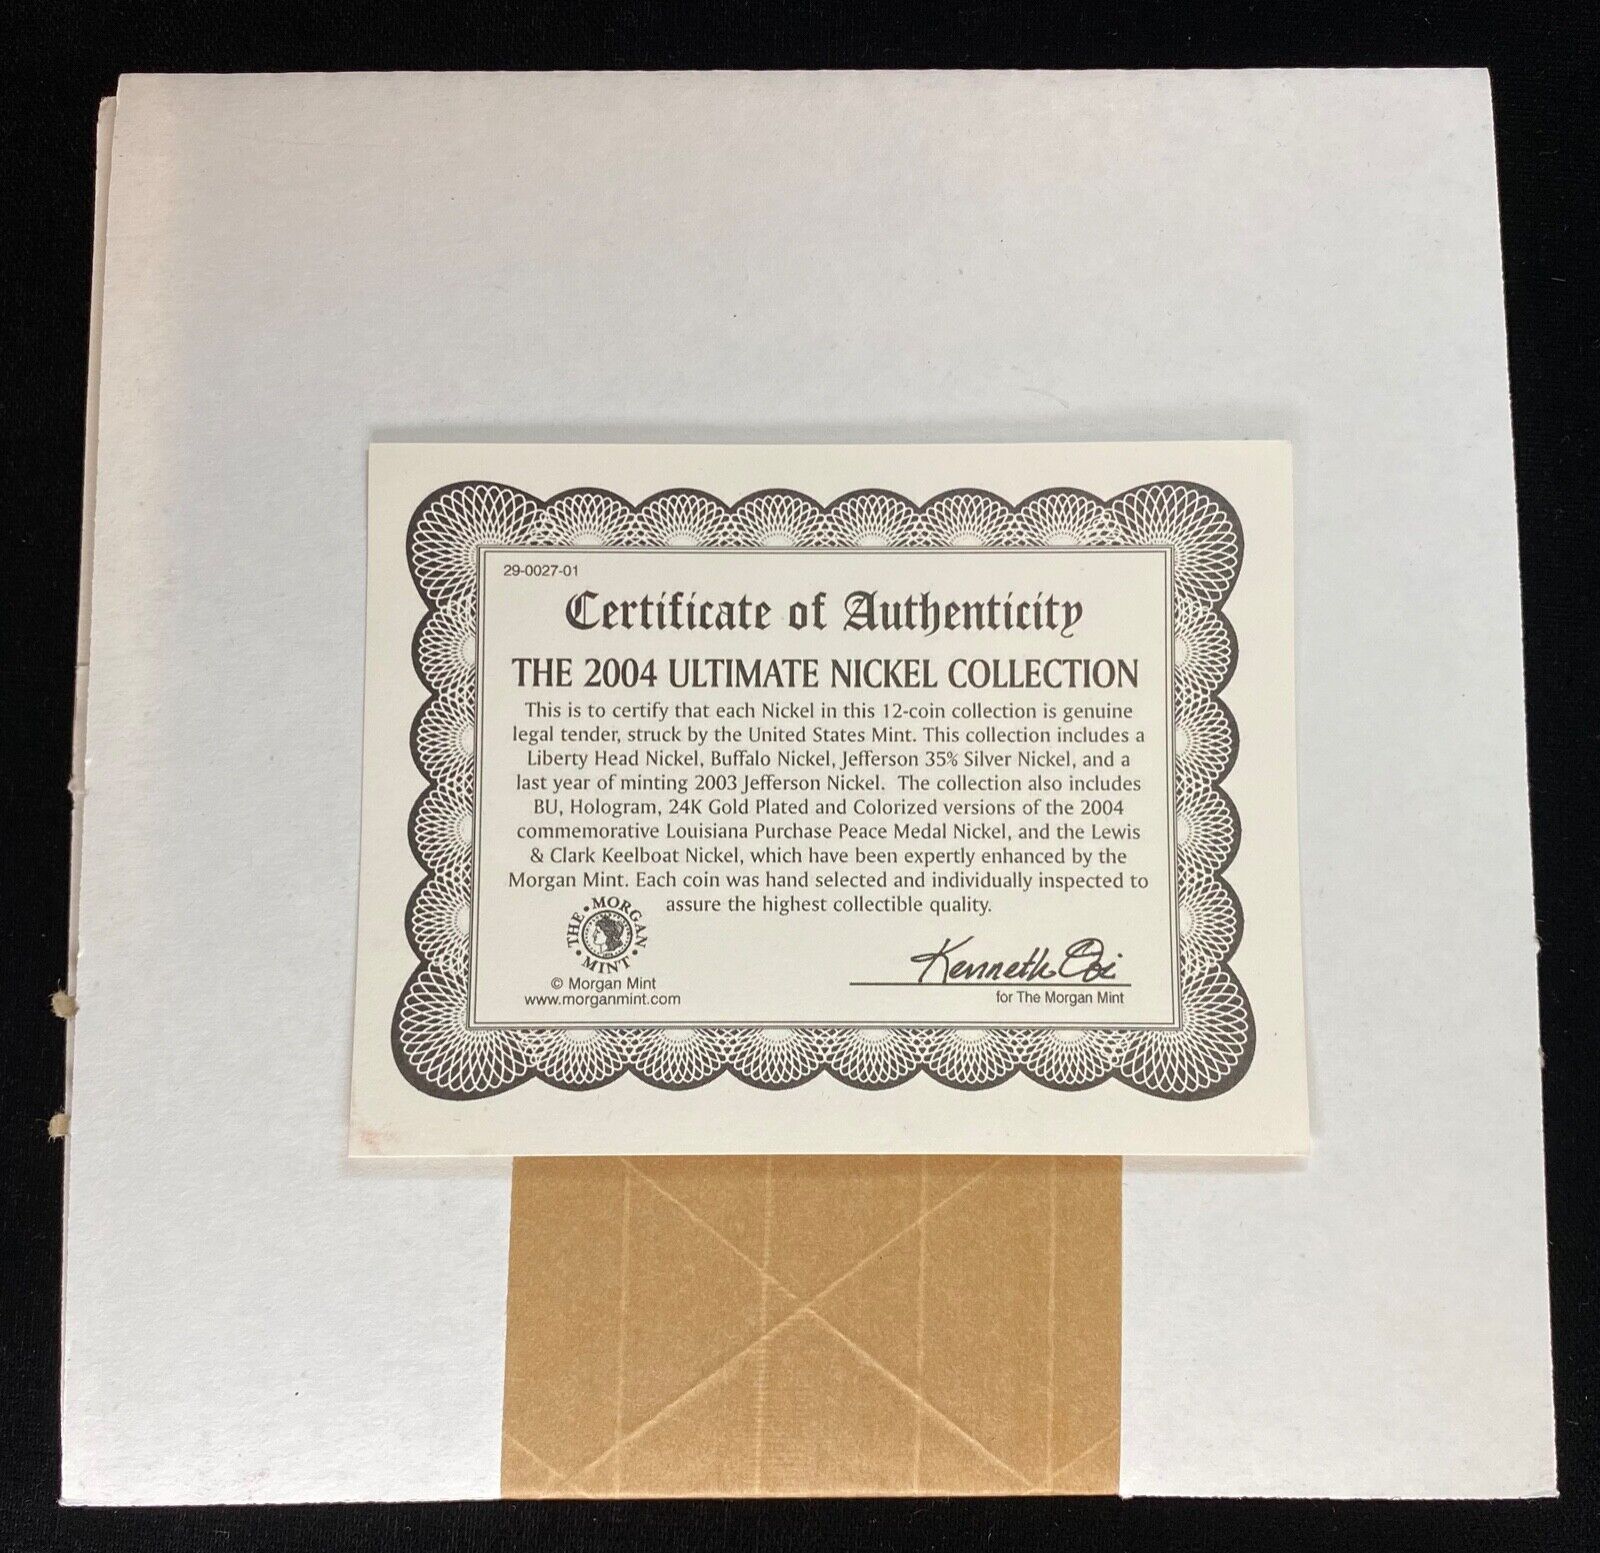 29-0027-01
Certificate of Authenticity
THE 2004 ULTIMATE NICKEL COLLECTION
This is to certify that each Nickel in this 12-coin collection is genuine
legal tender, struck by the United States Mint. This collection includes a
Liberty Head Nickel, Buffalo Nickel, Jefferson 35% Silver Nickel, and a
last year of minting 2003 Jefferson Nickel. The collection also includes
BU, Hologram, 24K Gold Plated and Colorized versions of the 2004
commemorative Louisiana Purchase Peace Medal Nickel, and the Lewis
& Clark Keelboat Nickel, which have been expertly enhanced by the
Morgan Mint. Each coin was hand selected and individually inspected to
assure the highest collectible quality.
THE • MORGAN • MINT •
© Morgan Mint
www.morganmint.com
Kenneth
for The Morgan Mint